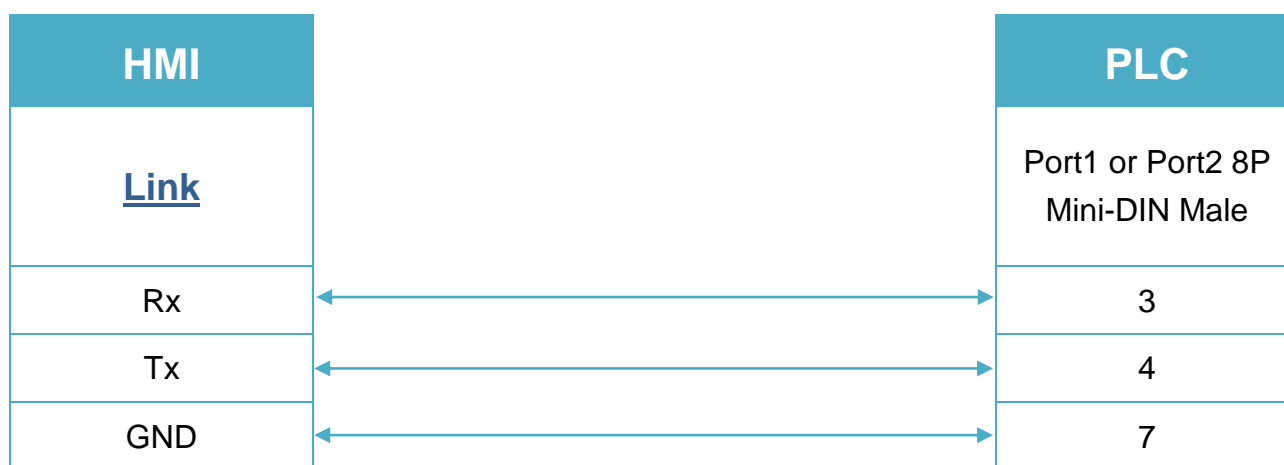 HMI
PLC
Link
Port1 or Port2 8P
Mini-DIN Male
Rx
3
Tx
4
GND
7